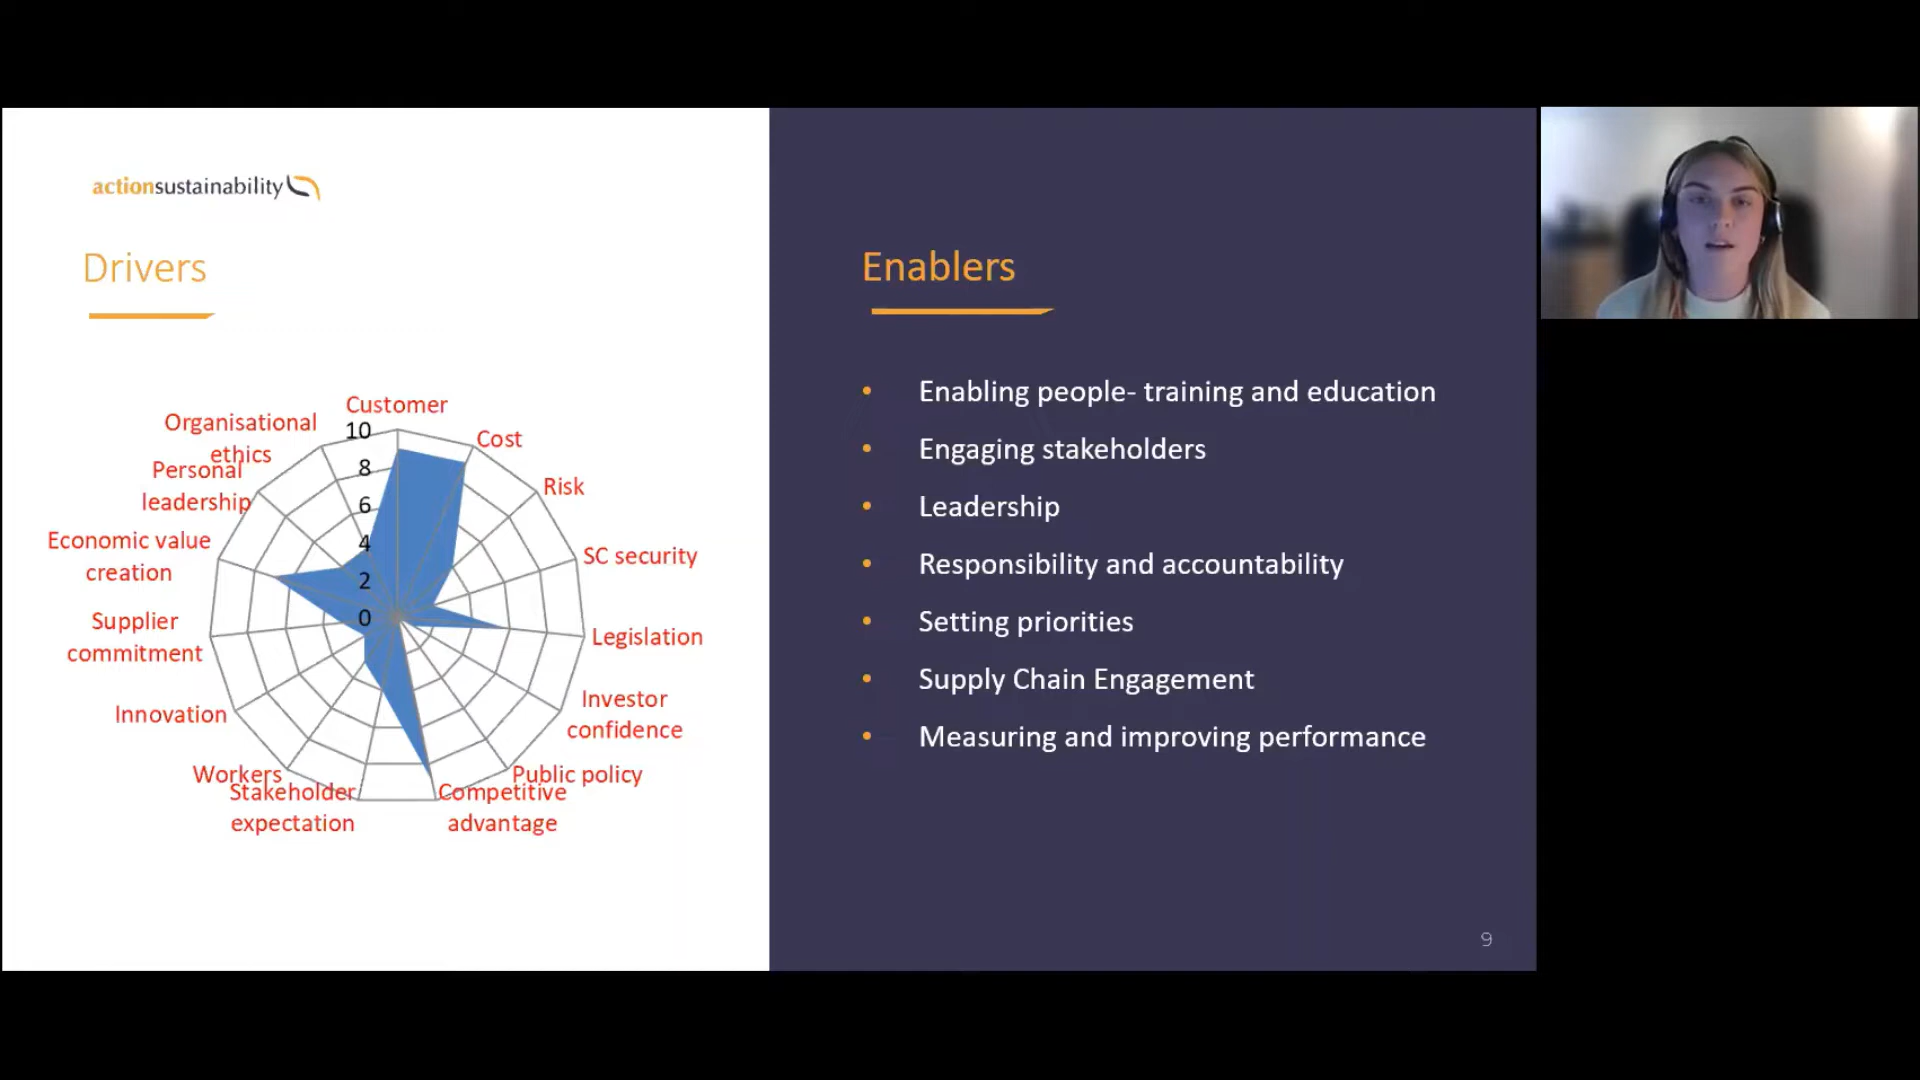 actionsustainability
Drivers
Customer
10
Cost
Organisational
ethics
8
Personal
leadership
Risk
6
Economic value
creation
4
SC security
2
Supplier
commitment
0
Legislation
Innovation
Investor
confidence
Workers
Public policy
Stakeholder
expectation
Competitive
advantage
Enablers
• Enabling people- training and education
• Engaging stakeholders
• Leadership
• Responsibility and accountability
• Setting priorities
• Supply Chain Engagement
• Measuring and improving performance
9